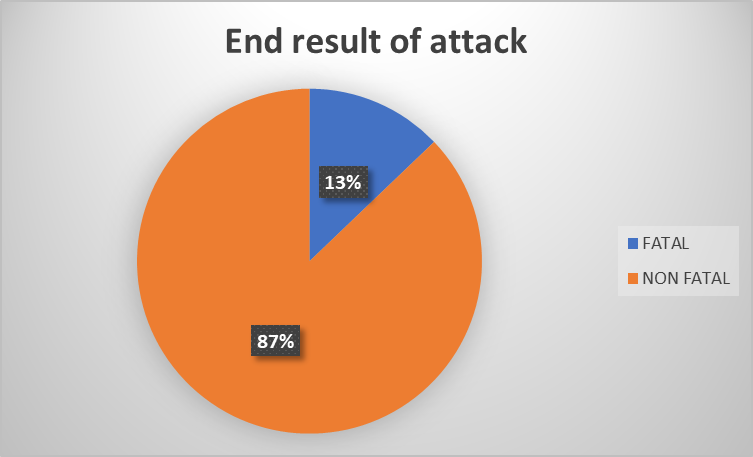 End result of attack
13%
87%
FATAL
NON FATAL